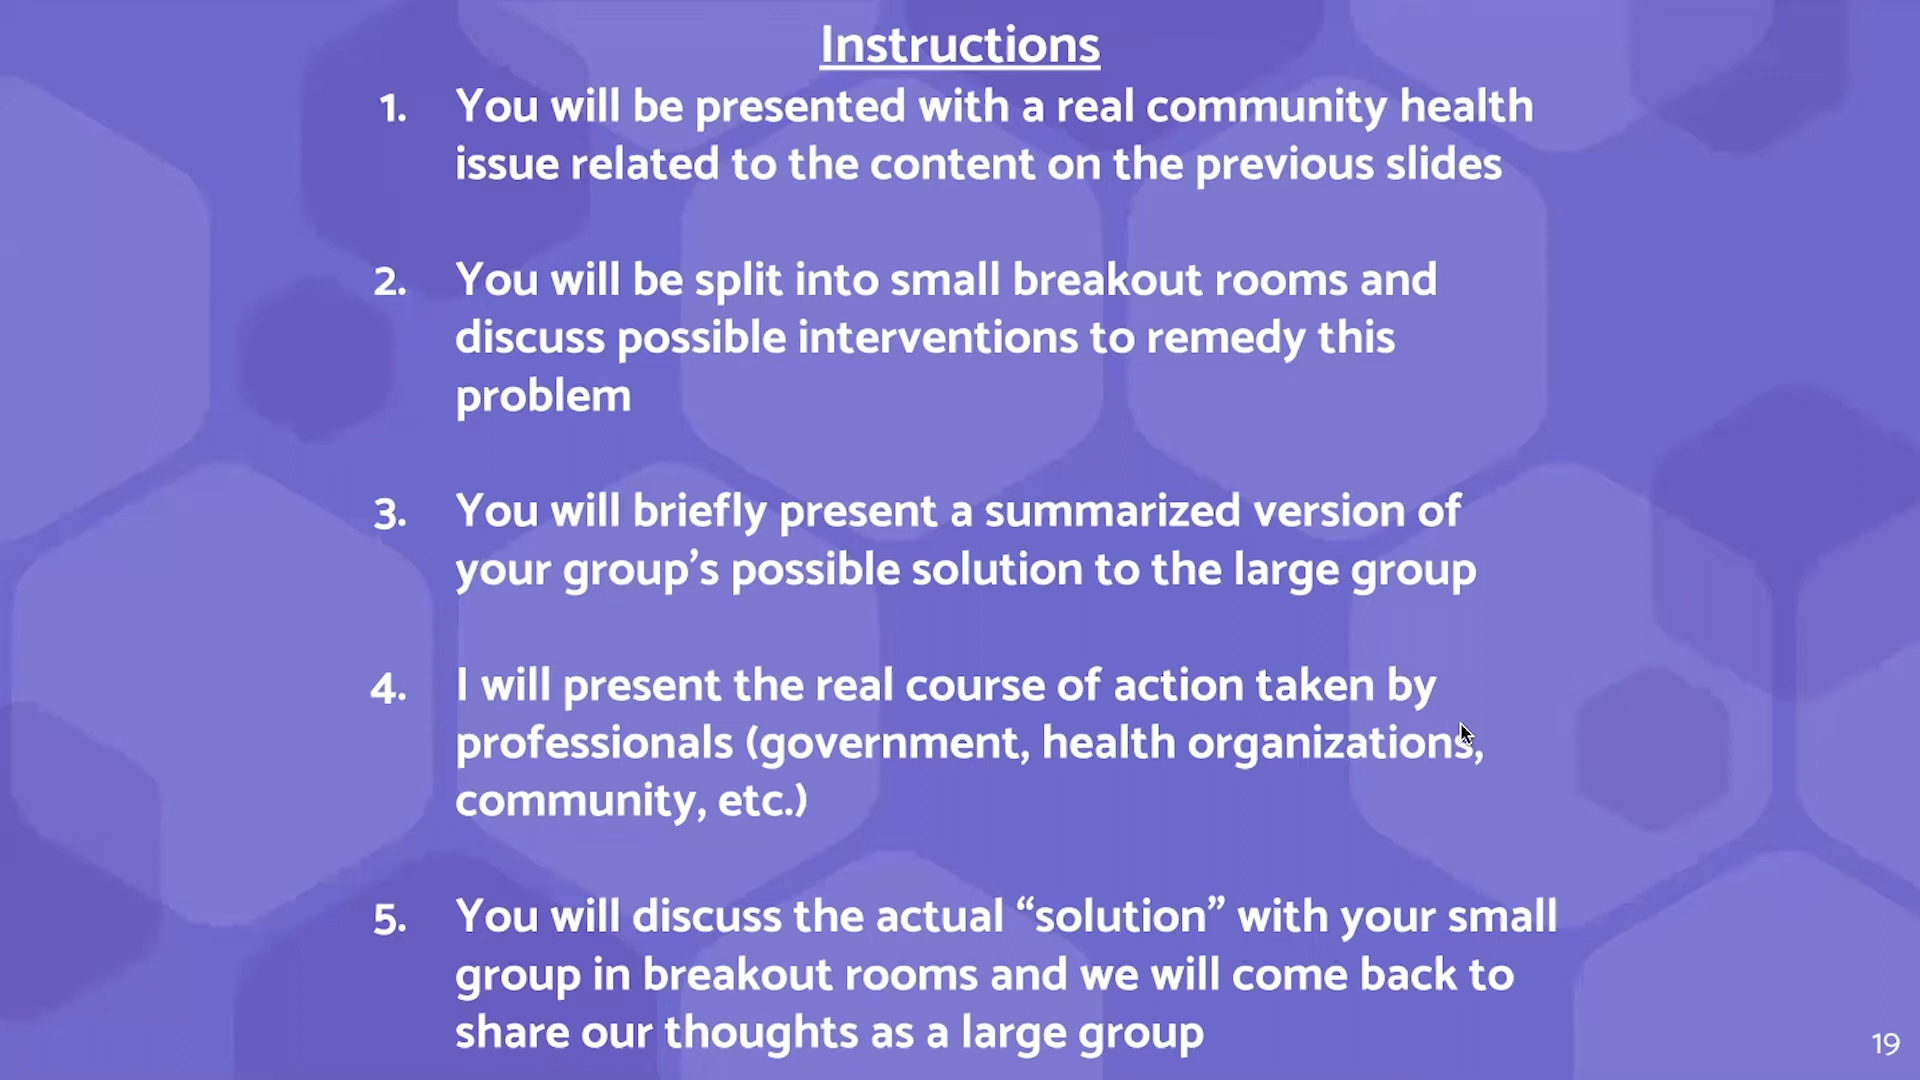 Instructions
1. You will be presented with a real community health
issue related to the content on the previous slides
2. You will be split into small breakout rooms and
discuss possible interventions to remedy this
problem
3. You will briefly present a summarized version of
your group’s possible solution to the large group
4. I will present the real course of action taken by
professionals (government, health organizations,
community, etc.)
5. You will discuss the actual “solution” with your small
group in breakout rooms and we will come back to
share our thoughts as a large group
19